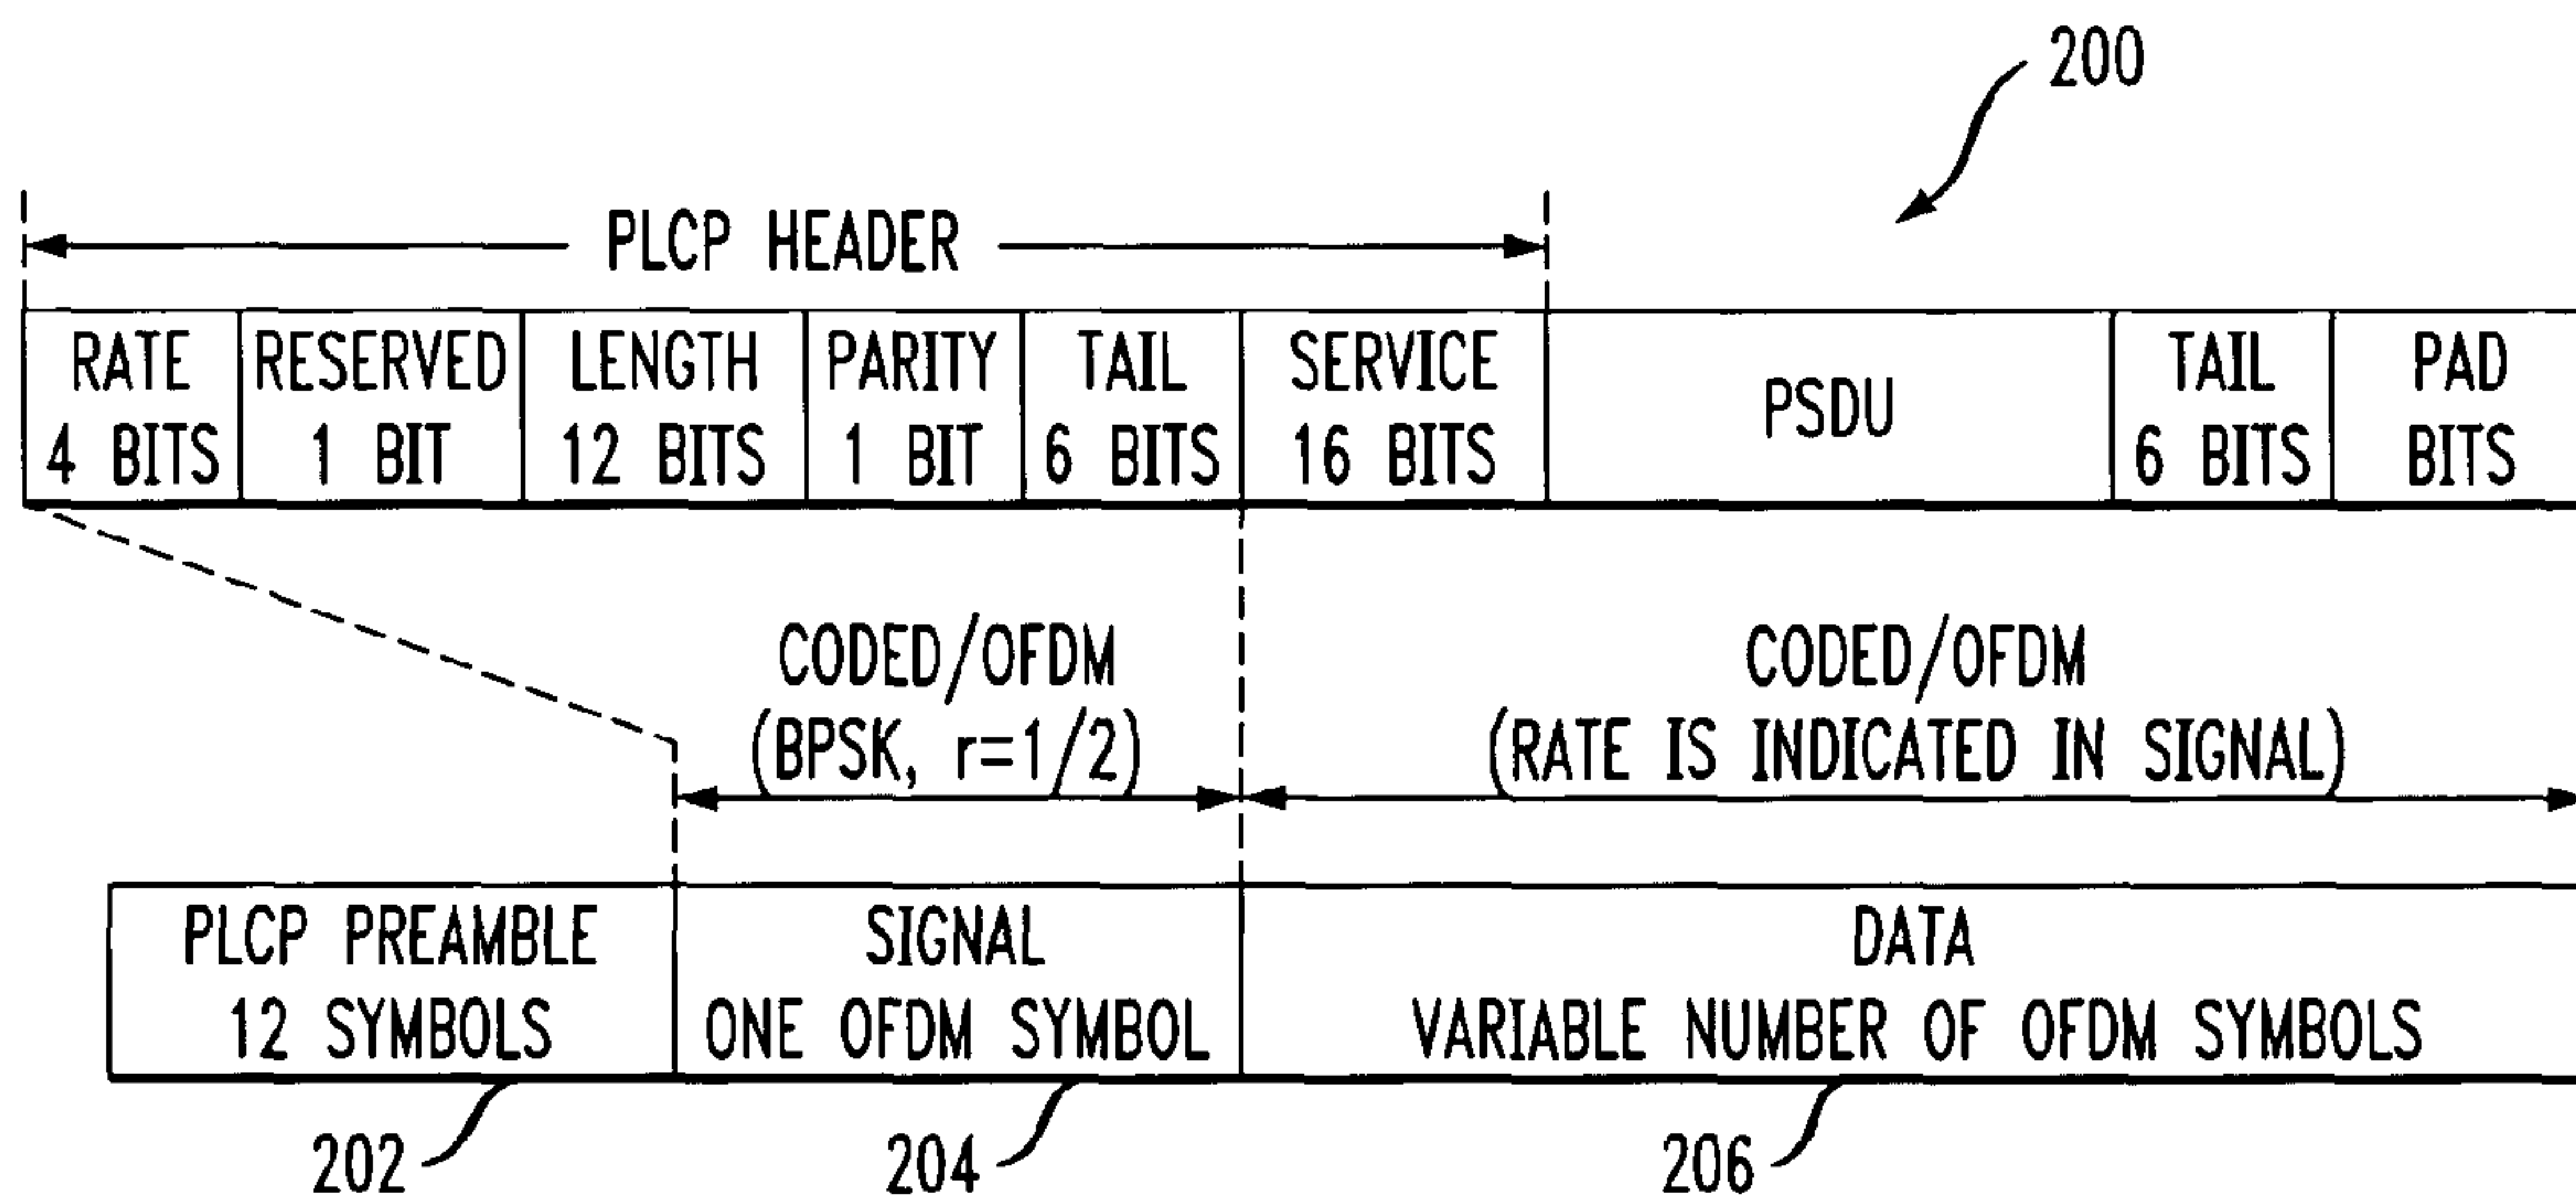 200
PLCP HEADER
RATE RESERVED LENGTH PARITY TAIL SERVICE PSDU TAIL PAD
4 BITS 1 BIT 12 BITS 1 BIT 6 BITS 16 BITS 6 BITS BITS
CODED/OFDM CODED/OFDM
(BPSK, r=1/2) (RATE IS INDICATED IN SIGNAL)
PLCP PREAMBLE SIGNAL DATA
12 SYMBOLS ONE OFDM SYMBOL VARIABLE NUMBER OF OFDM SYMBOLS
202 204 206